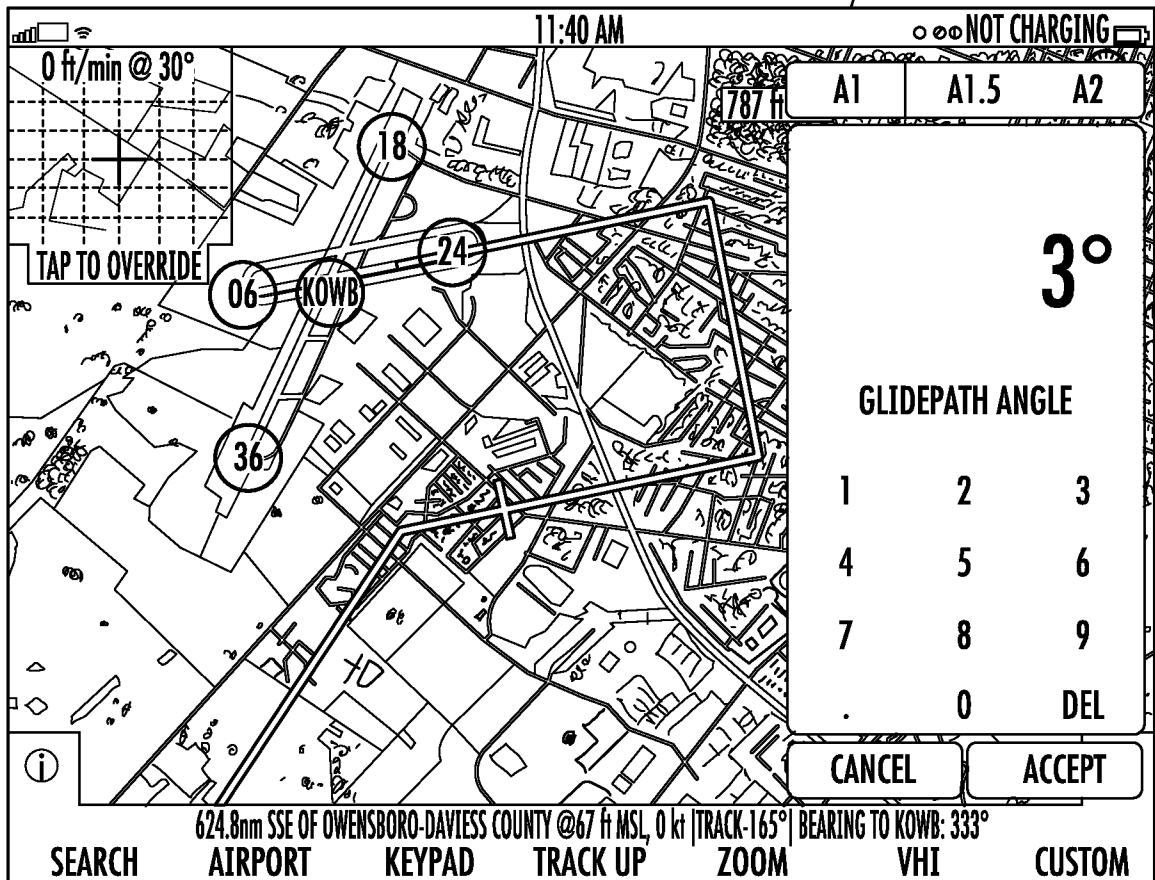 11:40 AM
NOT CHARGING
0 ft/min @ 30°
787 ft
A1 A1.5 A2
18
24
TAP TO OVERRIDE
06
KOWB
3°
GLIDEPATH ANGLE
36
1 2 3
4 5 6
7 8 9
. 0 DEL
i
CANCEL ACCEPT
624.8nm SSE OF OWENSBORO-DAVIESS COUNTY @67 ft MSL, 0 kt |TRACK-165°| BEARING TO KOWB: 333°
SEARCH AIRPORT KEYPAD TRACK UP ZOOM VHI CUSTOM